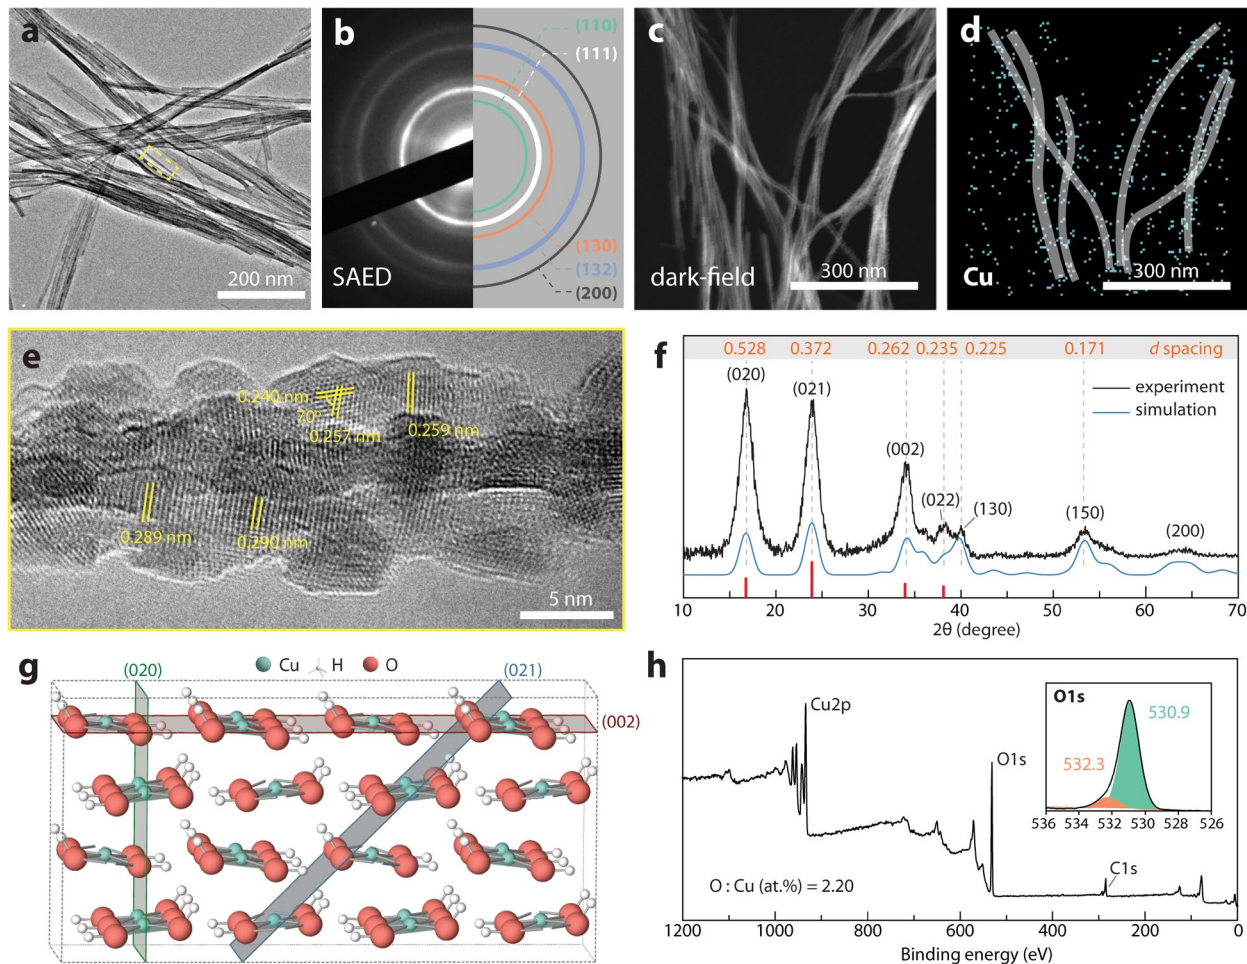 a
200 nm
b
(110)
(111)
(130)
(132)
(200)
SAED
c
dark-field
300 nm
d
Cu
300 nm
e
0.240 nm
70°
0.257 nm
0.259 nm
0.289 nm
0.290 nm
5 nm
f
0.528 0.372 0.262 0.235 0.225 0.171 d spacing
(020)
(021)
(002)
(022)
(130)
(150)
(200)
experiment
simulation
10 20 30 40 50 60 70
2θ (degree)
g
Cu H O
(020)
(021)
(002)
h
Cu2p
O1s
C1s
O : Cu (at.%) = 2.20
O1s
530.9
532.3
536 534 532 530 528 526
1200 1000 800 600 400 200 0
Binding energy (eV)